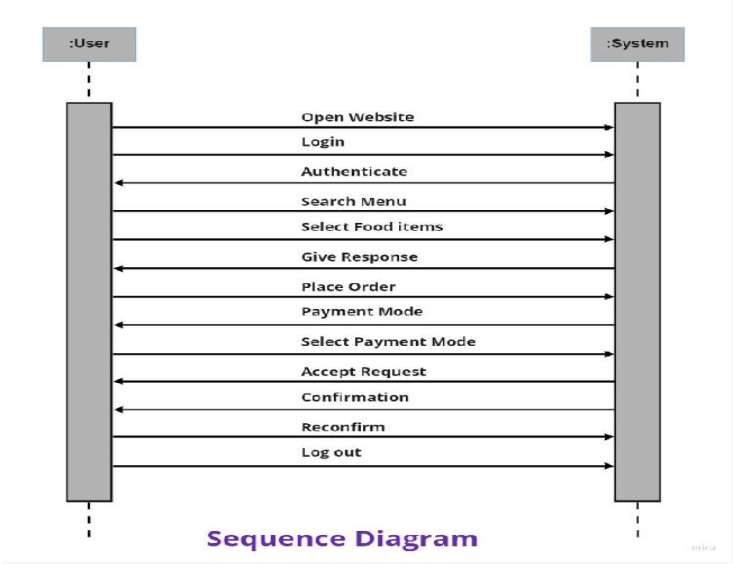 :User
:System
Open Website
Login
Authenticate
Search Menu
Select Food items
Give Response
Place Order
Payment Mode
Select Payment Mode
Accept Request
Confirmation
Reconfirm
Log out
Sequence Diagram
miro